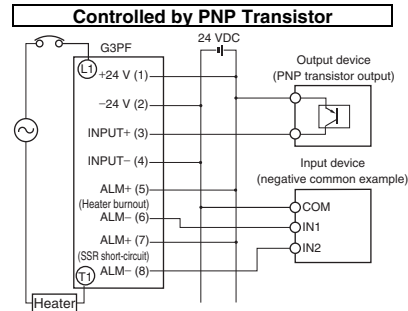 Controlled by PNP Transistor
24 VDC
G3PF
L1
+24 V (1)
−24 V (2)
INPUT+ (3)
INPUT− (4)
ALM+ (5)
(Heater burnout)
ALM− (6)
ALM+ (7)
(SSR short-circuit)
ALM− (8)
T1
Heater
Output device
(PNP transistor output)
Input device
(negative common example)
COM
IN1
IN2